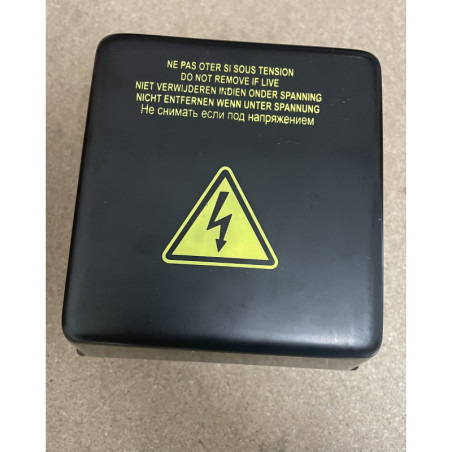 NE PAS OTER SI SOUS TENSION
DO NOT REMOVE IF LIVE
NIET VERWIJDEREN INDIEN ONDER SPANNING
NICHT ENTFERNEN WENN UNTER SPANNUNG
Не снимать если под напряжением